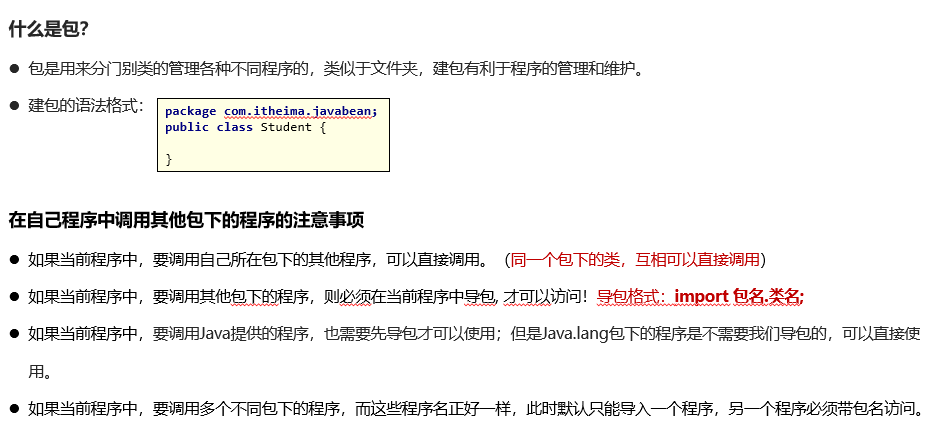 什么是包？
● 包是用来分门别类的管理各种不同程序的，类似于文件夹，建包有利于程序的管理和维护。
● 建包的语法格式：
package com.itheima.javabean;
public class Student {
}
在自己程序中调用其他包下的程序的注意事项
● 如果当前程序中，要调用自己所在包下的其他程序，可以直接调用。（同一个包下的类，互相可以直接调用）
● 如果当前程序中，要调用其他包下的程序，则必须在当前程序中导包, 才可以访问！导包格式：import 包名.类名;
● 如果当前程序中，要调用Java提供的程序，也需要先导包才可以使用；但是Java.lang包下的程序是不需要我们导包的，可以直接使
用。
● 如果当前程序中，要调用多个不同包下的程序，而这些程序名正好一样，此时默认只能导入一个程序，另一个程序必须带包名访问。